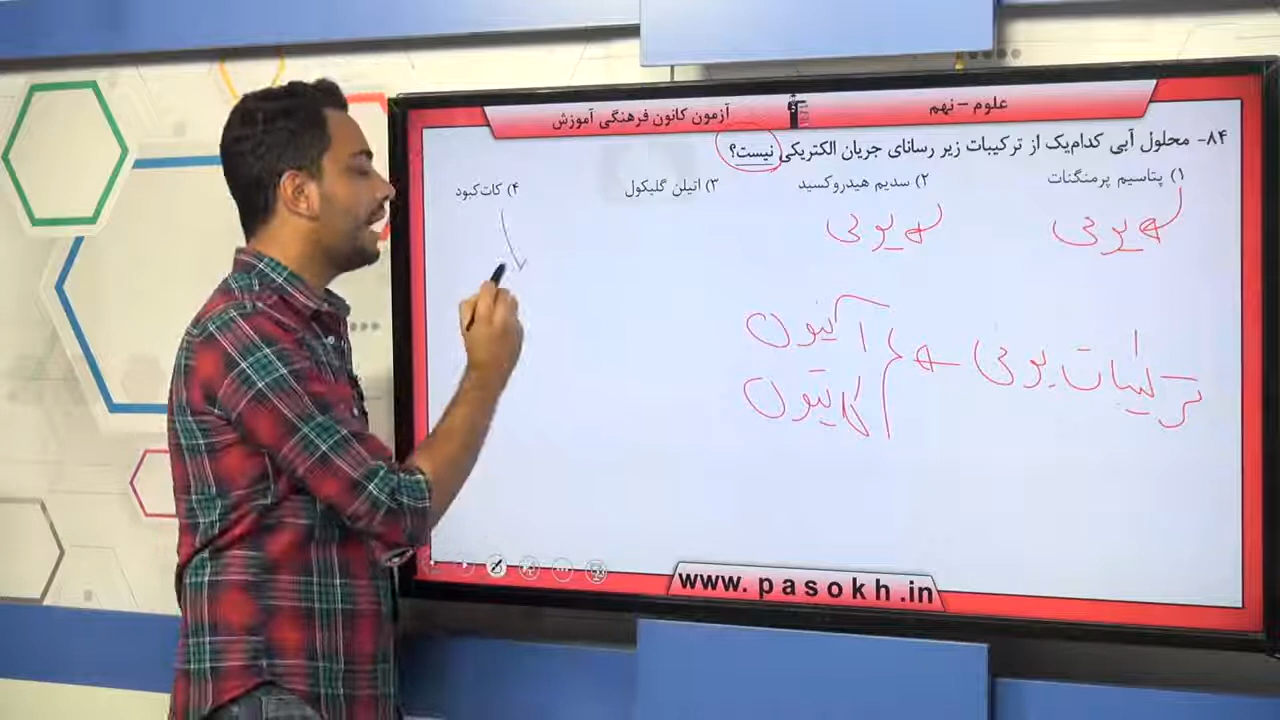 علوم – نهم
آزمون کانون فرهنگی آموزش
۸۴- محلول آبی کدام‌یک از ترکیبات زیر رسانای جریان الکتریکی نیست؟
۱) پتاسیم پرمنگنات
۲) سدیم هیدروکسید
۳) اتیلن گلیکول
۴) کات‌کبود
یونی
یونی
ترکیبات یونی
آنیون
کاتیون
www.pasokh.in